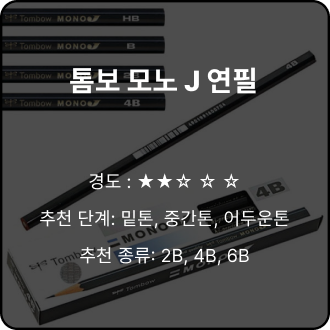 Tombow MONO J HB
Tombow MONO J B
Tombow MONO J
Tombow MONO J 4B
톰보 모노 J 연필
4B
경도 : ★★☆ ☆ ☆
4B
추천 단계: 밑톤, 중간톤, 어두운톤
Tombow MONO
추천 종류: 2B, 4B, 6B